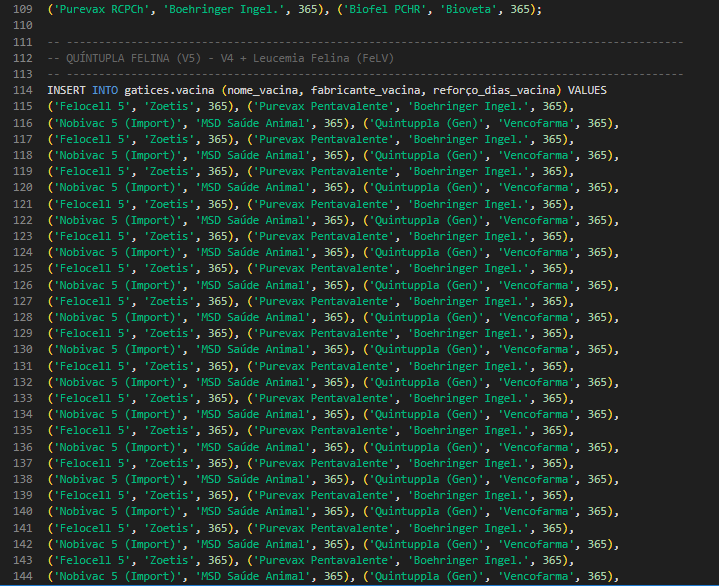 109 ('Purevax RCPCh', 'Boehringer Ingel.', 365), ('Biofel PCHR', 'Bioveta', 365);
110
111 -- -----------------------------------------------------------------------------------------------
112 -- QUÍNTUPLA FELINA (V5) - V4 + Leucemia Felina (FeLV)
113 -- -----------------------------------------------------------------------------------------------
114 INSERT INTO gatices.vacina (nome_vacina, fabricante_vacina, reforço_dias_vacina) VALUES
115 ('Felocell 5', 'Zoetis', 365), ('Purevax Pentavalente', 'Boehringer Ingel.', 365),
116 ('Nobivac 5 (Import)', 'MSD Saúde Animal', 365), ('Quintuppla (Gen)', 'Vencofarma', 365),
117 ('Felocell 5', 'Zoetis', 365), ('Purevax Pentavalente', 'Boehringer Ingel.', 365),
118 ('Nobivac 5 (Import)', 'MSD Saúde Animal', 365), ('Quintuppla (Gen)', 'Vencofarma', 365),
119 ('Felocell 5', 'Zoetis', 365), ('Purevax Pentavalente', 'Boehringer Ingel.', 365),
120 ('Nobivac 5 (Import)', 'MSD Saúde Animal', 365), ('Quintuppla (Gen)', 'Vencofarma', 365),
121 ('Felocell 5', 'Zoetis', 365), ('Purevax Pentavalente', 'Boehringer Ingel.', 365),
122 ('Nobivac 5 (Import)', 'MSD Saúde Animal', 365), ('Quintuppla (Gen)', 'Vencofarma', 365),
123 ('Felocell 5', 'Zoetis', 365), ('Purevax Pentavalente', 'Boehringer Ingel.', 365),
124 ('Nobivac 5 (Import)', 'MSD Saúde Animal', 365), ('Quintuppla (Gen)', 'Vencofarma', 365),
125 ('Felocell 5', 'Zoetis', 365), ('Purevax Pentavalente', 'Boehringer Ingel.', 365),
126 ('Nobivac 5 (Import)', 'MSD Saúde Animal', 365), ('Quintuppla (Gen)', 'Vencofarma', 365),
127 ('Felocell 5', 'Zoetis', 365), ('Purevax Pentavalente', 'Boehringer Ingel.', 365),
128 ('Nobivac 5 (Import)', 'MSD Saúde Animal', 365), ('Quintuppla (Gen)', 'Vencofarma', 365),
129 ('Felocell 5', 'Zoetis', 365), ('Purevax Pentavalente', 'Boehringer Ingel.', 365),
130 ('Nobivac 5 (Import)', 'MSD Saúde Animal', 365), ('Quintuppla (Gen)', 'Vencofarma', 365),
131 ('Felocell 5', 'Zoetis', 365), ('Purevax Pentavalente', 'Boehringer Ingel.', 365),
132 ('Nobivac 5 (Import)', 'MSD Saúde Animal', 365), ('Quintuppla (Gen)', 'Vencofarma', 365),
133 ('Felocell 5', 'Zoetis', 365), ('Purevax Pentavalente', 'Boehringer Ingel.', 365),
134 ('Nobivac 5 (Import)', 'MSD Saúde Animal', 365), ('Quintuppla (Gen)', 'Vencofarma', 365),
135 ('Felocell 5', 'Zoetis', 365), ('Purevax Pentavalente', 'Boehringer Ingel.', 365),
136 ('Nobivac 5 (Import)', 'MSD Saúde Animal', 365), ('Quintuppla (Gen)', 'Vencofarma', 365),
137 ('Felocell 5', 'Zoetis', 365), ('Purevax Pentavalente', 'Boehringer Ingel.', 365),
138 ('Nobivac 5 (Import)', 'MSD Saúde Animal', 365), ('Quintuppla (Gen)', 'Vencofarma', 365),
139 ('Felocell 5', 'Zoetis', 365), ('Purevax Pentavalente', 'Boehringer Ingel.', 365),
140 ('Nobivac 5 (Import)', 'MSD Saúde Animal', 365), ('Quintuppla (Gen)', 'Vencofarma', 365),
141 ('Felocell 5', 'Zoetis', 365), ('Purevax Pentavalente', 'Boehringer Ingel.', 365),
142 ('Nobivac 5 (Import)', 'MSD Saúde Animal', 365), ('Quintuppla (Gen)', 'Vencofarma', 365),
143 ('Felocell 5', 'Zoetis', 365), ('Purevax Pentavalente', 'Boehringer Ingel.', 365),
144 ('Nobivac 5 (Import)', 'MSD Saúde Animal', 365), ('Quintuppla (Gen)', 'Vencofarma', 365),